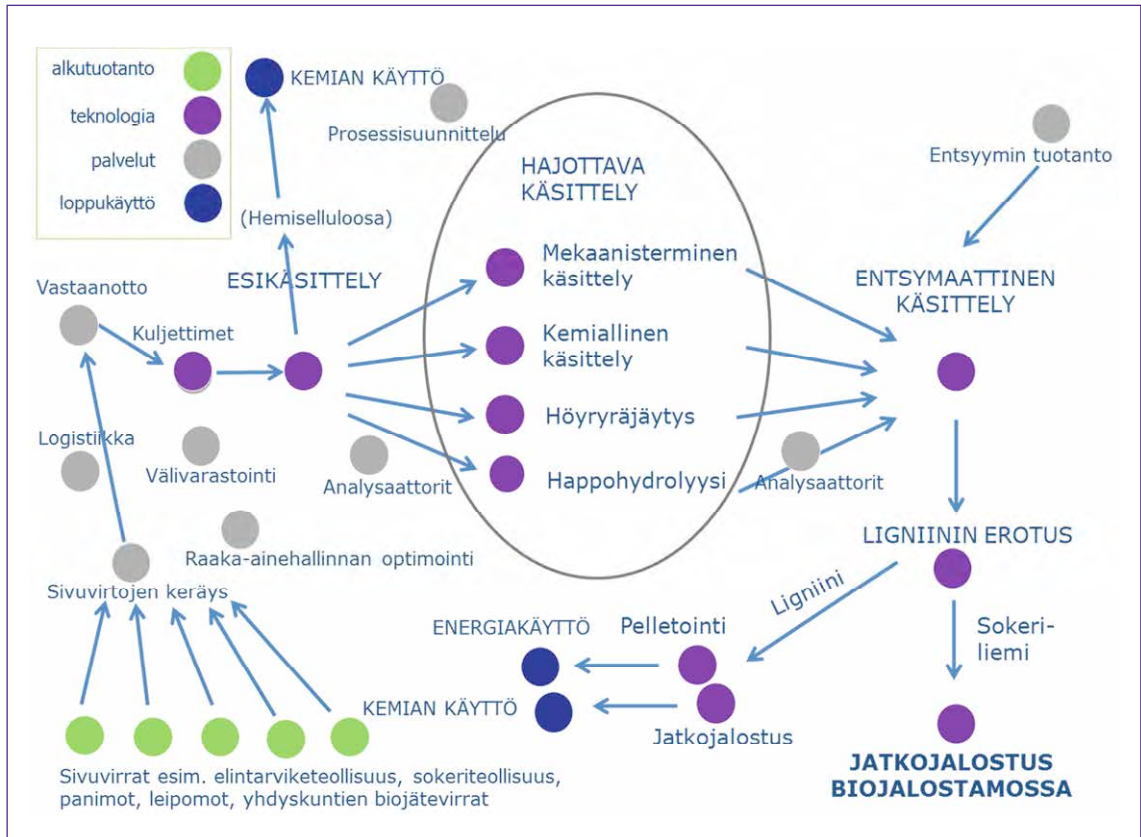 alkutuotanto
teknologia
palvelut
loppukäyttö
KEMIAN KÄYTTÖ
Prosessisuunnittelu
(Hemiselluloosa)
ESIKÄSITTELY
HAJOTTAVA
KÄSITTELY
Mekaanisterminen
käsittely
Kemiallinen
käsittely
Höyryräjäytys
Happohydrolyysi
Entsyymin tuotanto
ENTSYMAATTINEN
KÄSITTELY
Vastaanotto
Kuljettimet
Logistiikka
Välivarastointi
Analysaattorit
Analysaattorit
Raaka-ainehallinnan optimointi
Sivuvirtojen keräys
LIGNIININ EROTUS
Ligniini
Sokeri-
liemi
ENERGIAKÄYTTÖ
Pelletointi
KEMIAN KÄYTTÖ
Jatkojalostus
JATKOJALOSTUS
BIOJALOSTAMOSSA
Sivuvirrat esim. elintarviketeollisuus, sokeriteollisuus,
panimot, leipomot, yhdyskuntien biojätevirrat